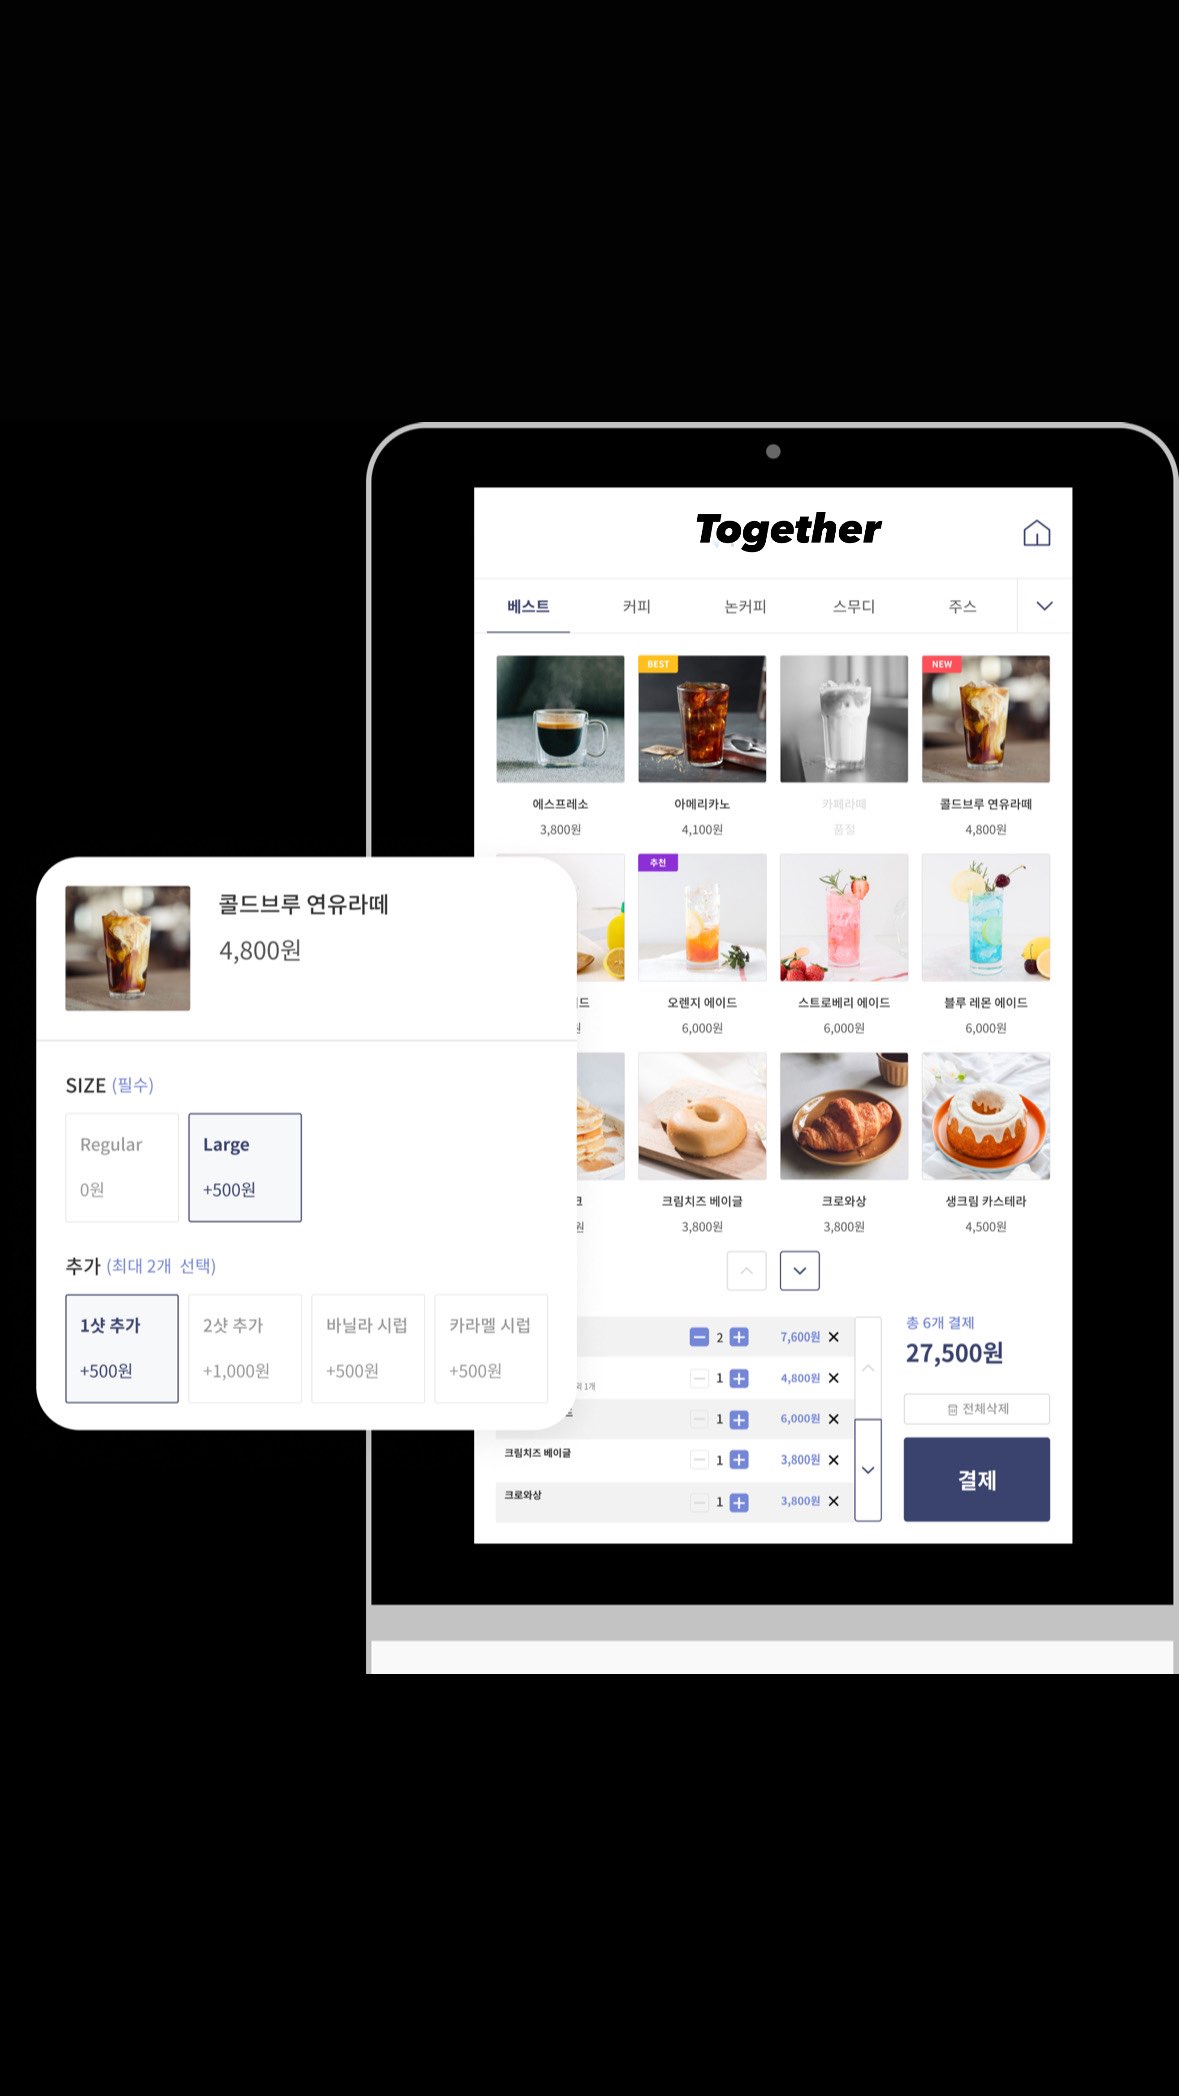 Together
베스트
커피
논커피
스무디
주스
BEST
NEW
에스프레소
아메리카노
카페라떼
콜드브루 연유라떼
3,800원
4,100원
품절
4,800원
추천
드
오렌지 에이드
스트로베리 에이드
블루 레몬 에이드
6,000원
6,000원
6,000원
크림치즈 베이글
크로와상
생크림 카스테라
3,800원
3,800원
4,500원
콜드브루 연유라떼
4,800원
SIZE (필수)
Regular
0원
Large
+500원
추가 (최대 2개 선택)
1샷 추가
+500원
2샷 추가
+1,000원
바닐라 시럽
+500원
카라멜 시럽
+500원
2
7,600원
외 1개
1
4,800원
1
6,000원
크림치즈 베이글
1
3,800원
크로와상
1
3,800원
총 6개 결제
27,500원
전체삭제
결제